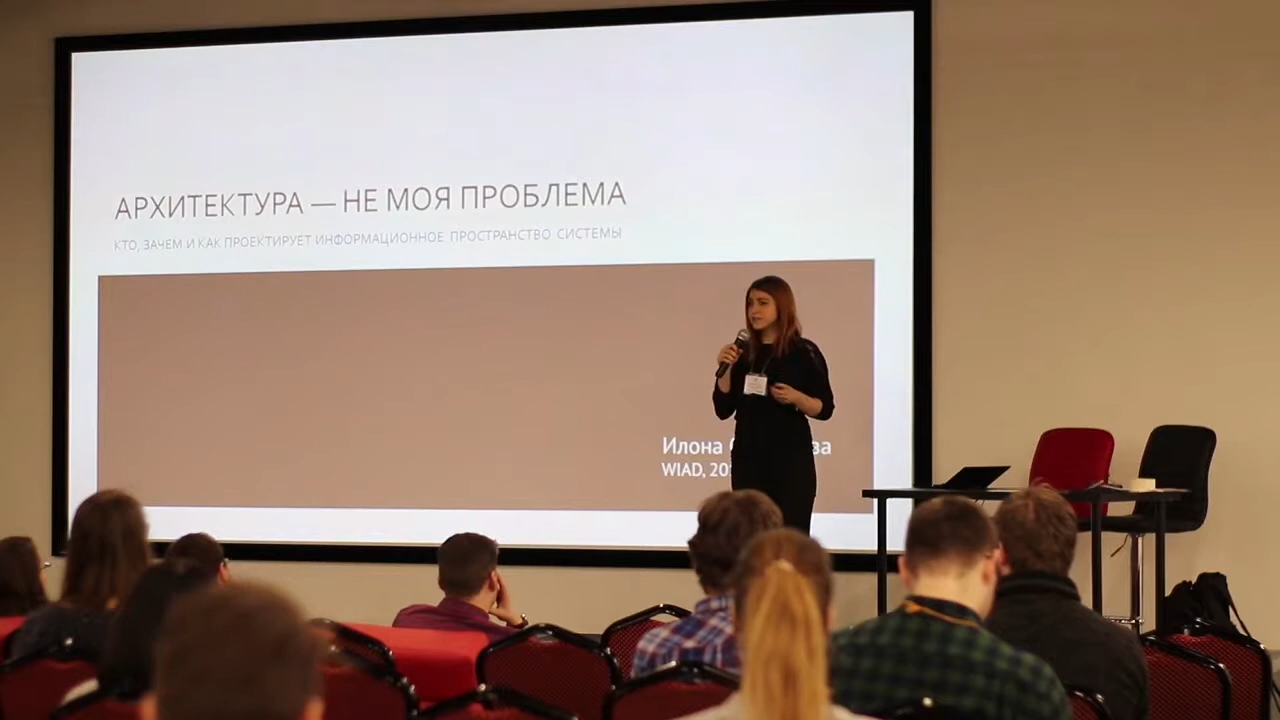 АРХИТЕКТУРА — НЕ МОЯ ПРОБЛЕМА
КТО, ЗАЧЕМ И КАК ПРОЕКТИРУЕТ ИНФОРМАЦИОННОЕ ПРОСТРАНСТВО СИСТЕМЫ
Илона
WIAD,